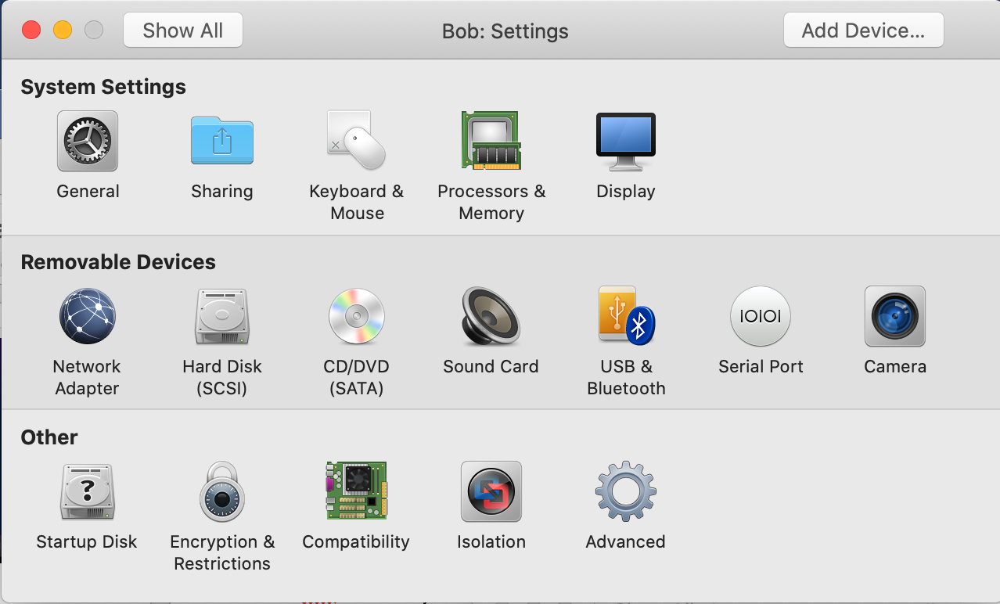 Show All
Bob: Settings
Add Device...
System Settings
General
Sharing
Keyboard &
Mouse
Processors &
Memory
Display
Removable Devices
Network
Adapter
Hard Disk
(SCSI)
CD/DVD
(SATA)
Sound Card
USB &
Bluetooth
IOIOI
Serial Port
Camera
Other
?
Startup Disk
Encryption &
Restrictions
Compatibility
Isolation
Advanced